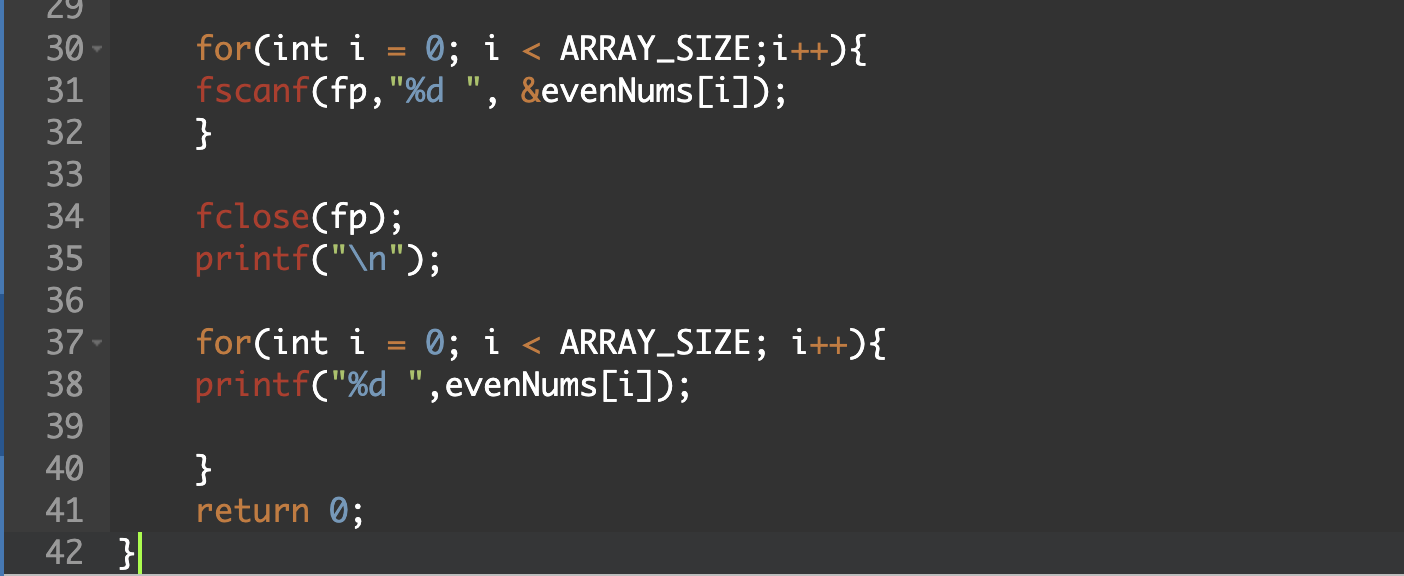 29
30 for(int i = 0; i < ARRAY_SIZE;i++){
31 fscanf(fp,"%d ", &evenNums[i]);
32 }
33
34 fclose(fp);
35 printf("\n");
36
37 for(int i = 0; i < ARRAY_SIZE; i++){
38 printf("%d ",evenNums[i]);
39
40 }
41 return 0;
42 }